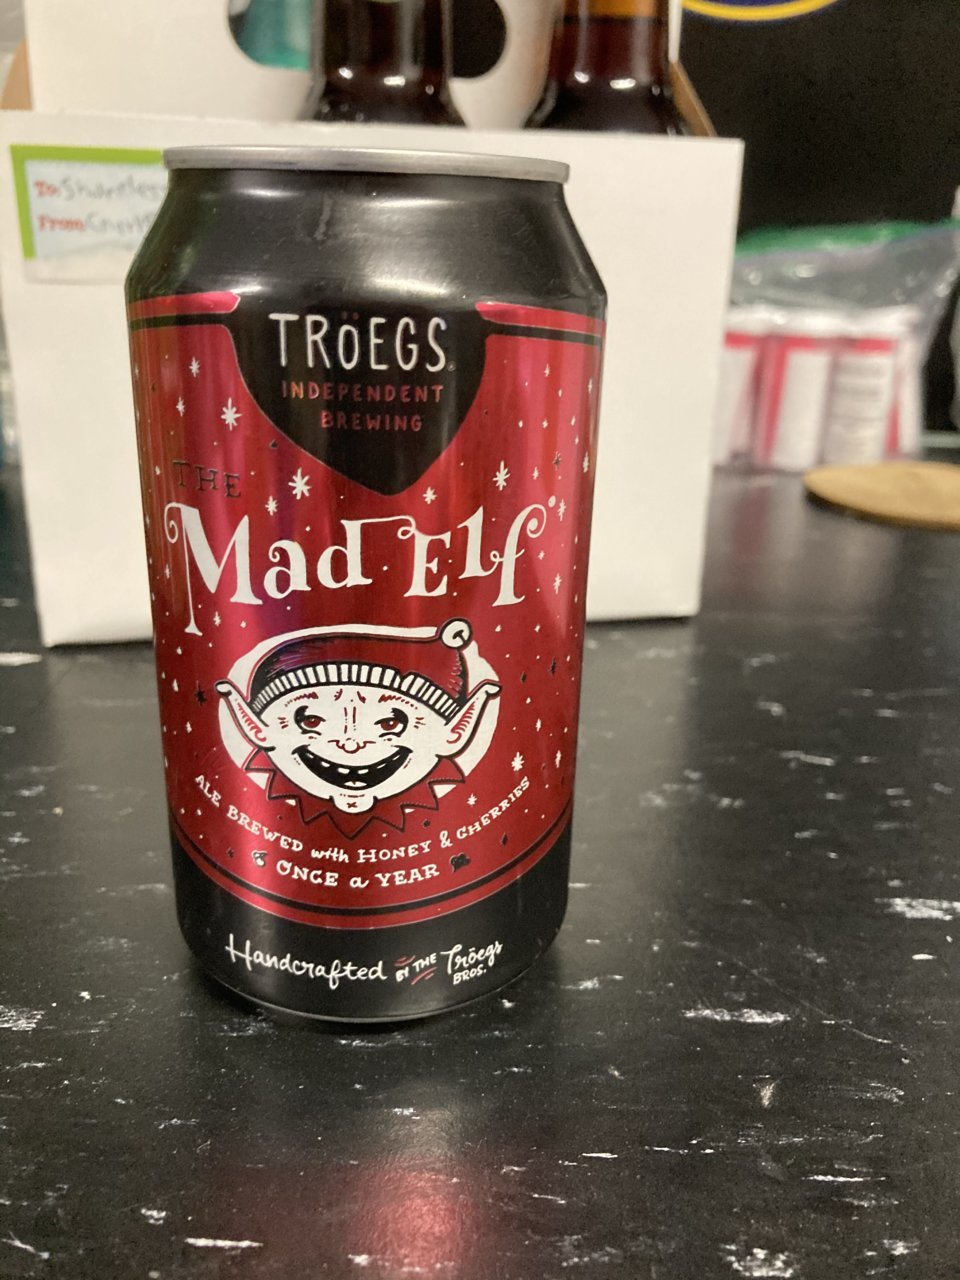 To:
From:
TRÖEGS
INDEPENDENT
BREWING
THE
Mad Elf®
ALE BREWED with HONEY & CHERRIES
ONCE a YEAR
Handcrafted BY THE Tröegs
BROS.